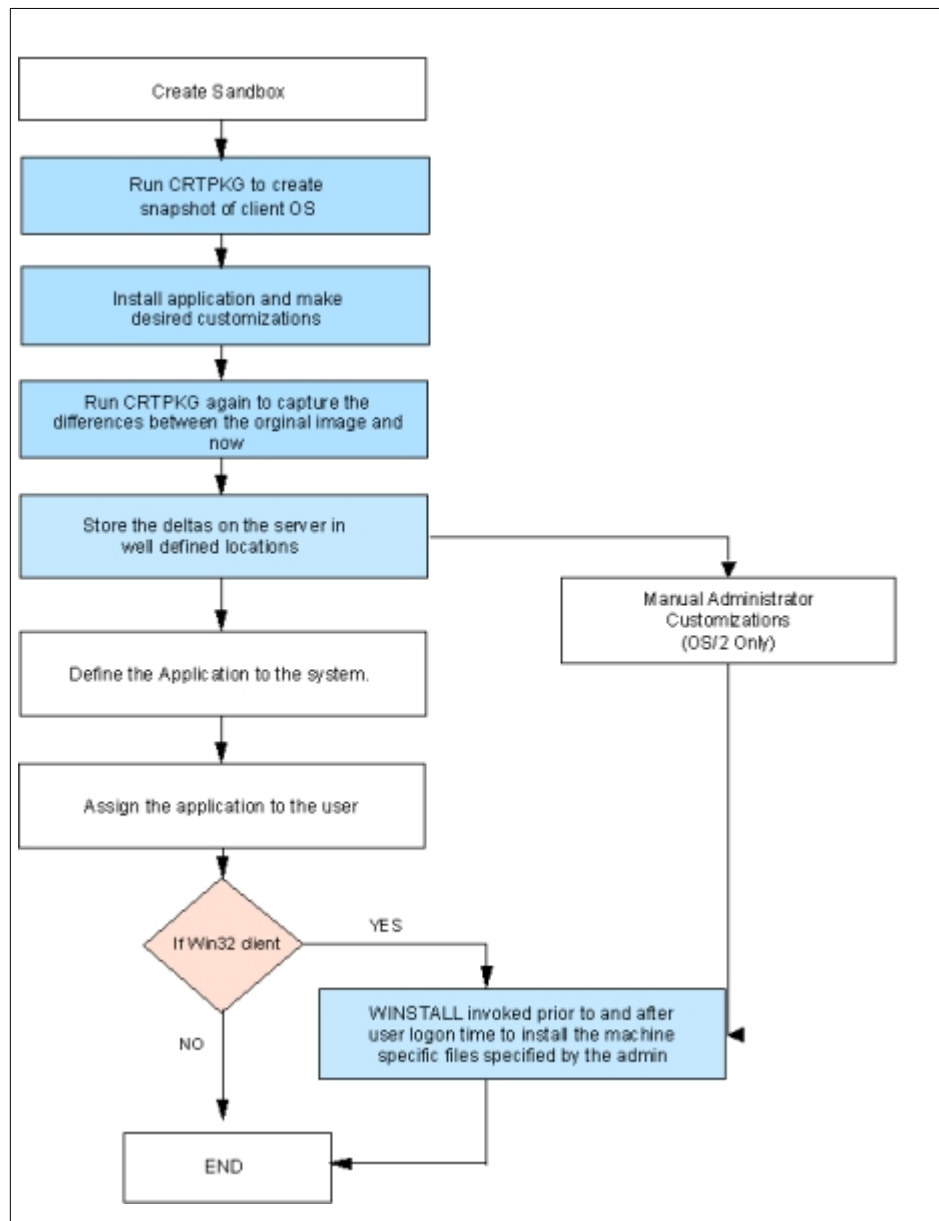 Create Sandbox
Run CRTPKG to create
snapshot of client OS
Install application and make
desired customizations
Run CRTPKG again to capture the
differences between the orginal image and
now
Store the deltas on the server in
well defined locations
Manual Administrator
Customizations
(OS/2 Only)
Define the Application to the system.
Assign the application to the user
If Win32 client
YES
NO
WINSTALL invoked prior to and after
user logon time to install the machine
specific files specified by the admin
END